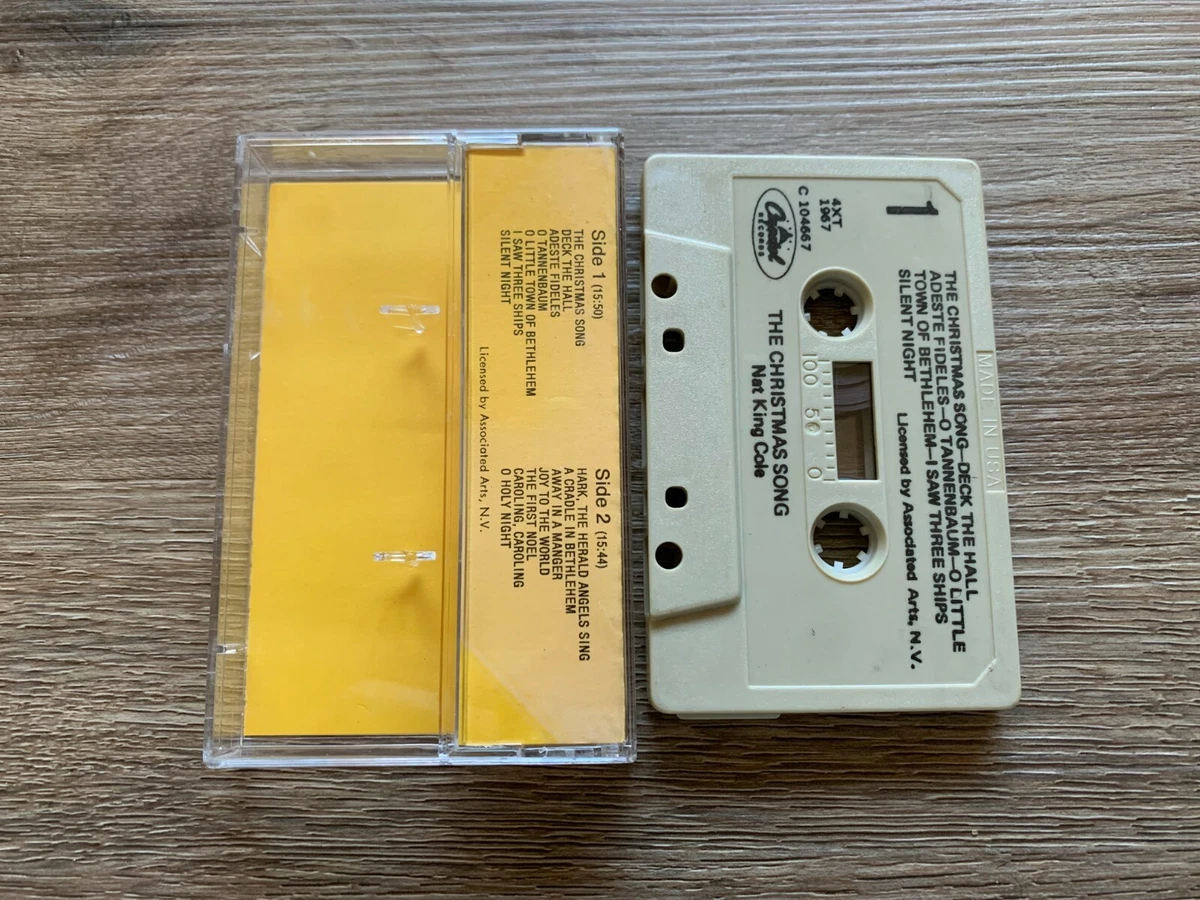 Side 1 (15:50)
THE CHRISTMAS SONG
DECK THE HALL
ADESTE FIDELES
O TANNENBAUM
O LITTLE TOWN OF BETHLEHEM
I SAW THREE SHIPS
SILENT NIGHT
Side 2 (15:44)
HARK, THE HERALD ANGELS SING
A CRADLE IN BETHLEHEM
AWAY IN A MANGER
JOY TO THE WORLD
THE FIRST NOEL
CAROLING, CAROLING
O HOLY NIGHT
Licensed by Associated Arts, N.V.
MADE IN USA
1
THE CHRISTMAS SONG—DECK THE HALL
ADESTE FIDELES—O TANNENBAUM—O LITTLE
TOWN OF BETHLEHEM—I SAW THREE SHIPS
SILENT NIGHT
Licensed by Associated Arts, N.V.
4XT
1967
C 104667
Capitol
RECORDS
100 50 0
THE CHRISTMAS SONG
Nat King Cole